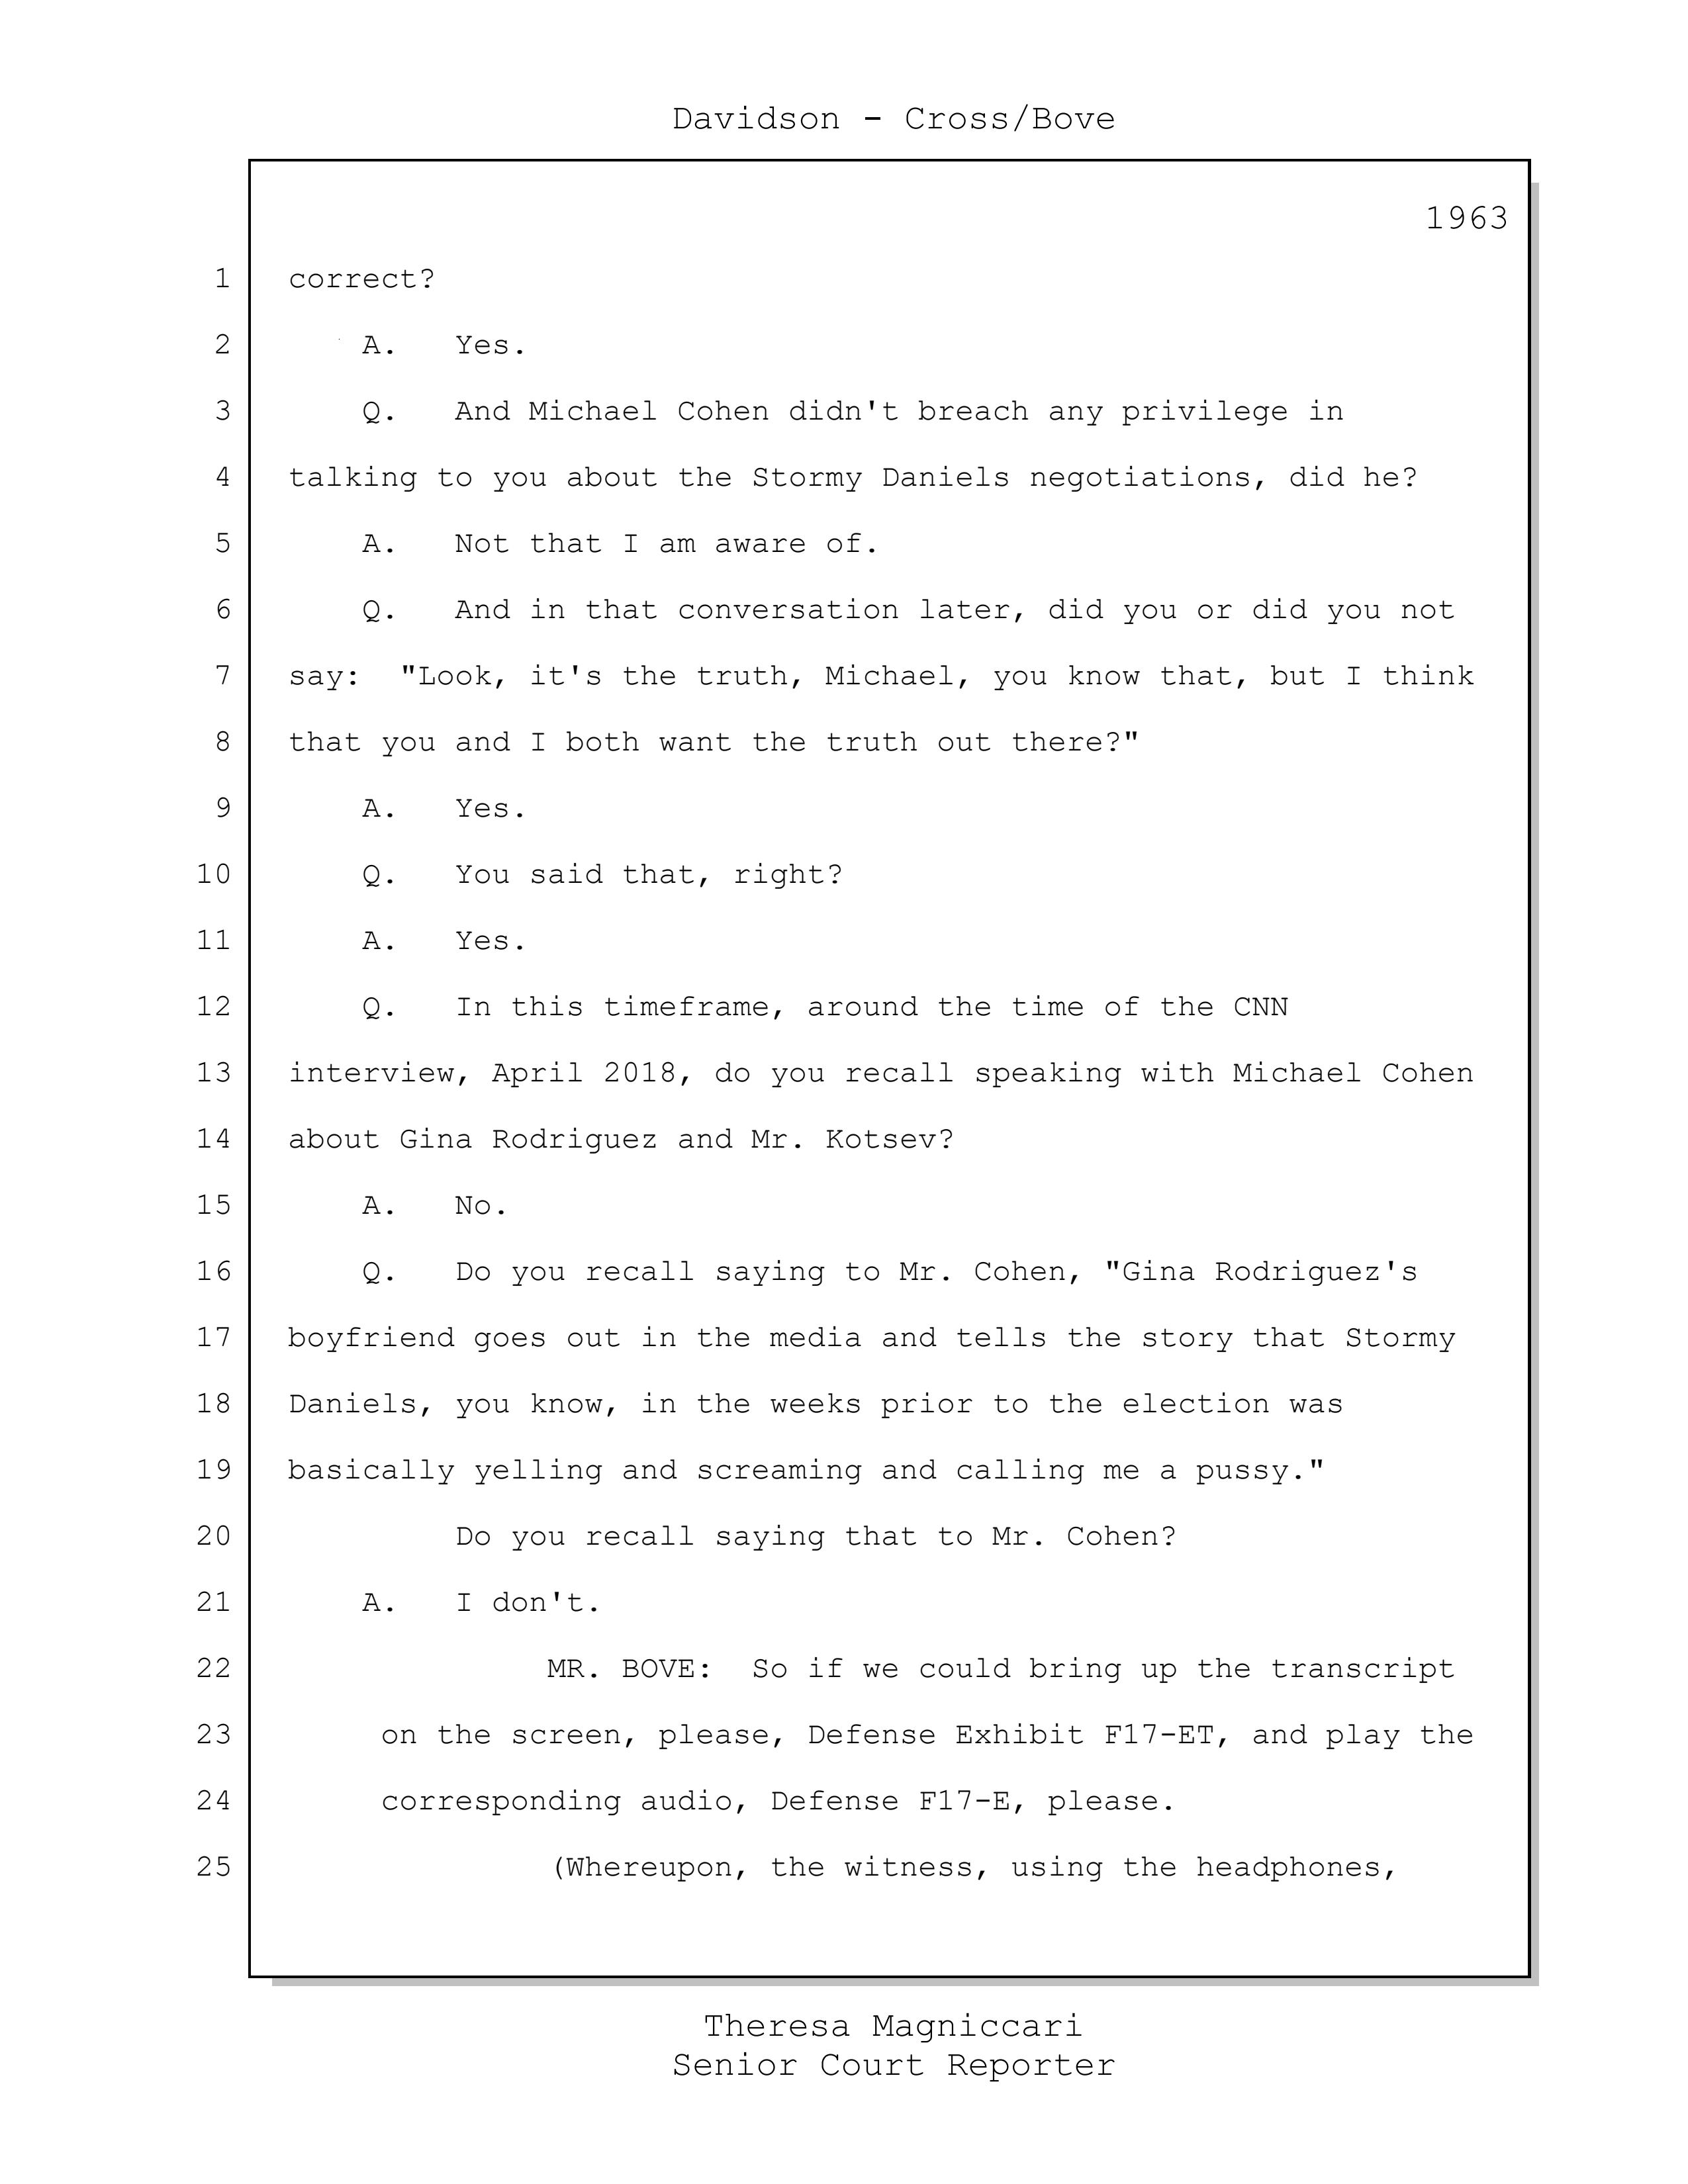 Davidson - Cross/Bove
1963
1 correct?
2 A. Yes.
3 Q. And Michael Cohen didn't breach any privilege in
4 talking to you about the Stormy Daniels negotiations, did he?
5 A. Not that I am aware of.
6 Q. And in that conversation later, did you or did you not
7 say: "Look, it's the truth, Michael, you know that, but I think
8 that you and I both want the truth out there?"
9 A. Yes.
10 Q. You said that, right?
11 A. Yes.
12 Q. In this timeframe, around the time of the CNN
13 interview, April 2018, do you recall speaking with Michael Cohen
14 about Gina Rodriguez and Mr. Kotsev?
15 A. No.
16 Q. Do you recall saying to Mr. Cohen, "Gina Rodriguez's
17 boyfriend goes out in the media and tells the story that Stormy
18 Daniels, you know, in the weeks prior to the election was
19 basically yelling and screaming and calling me a pussy."
20 Do you recall saying that to Mr. Cohen?
21 A. I don't.
22 MR. BOVE: So if we could bring up the transcript
23 on the screen, please, Defense Exhibit F17-ET, and play the
24 corresponding audio, Defense F17-E, please.
25 (Whereupon, the witness, using the headphones,
Theresa Magniccari
Senior Court Reporter